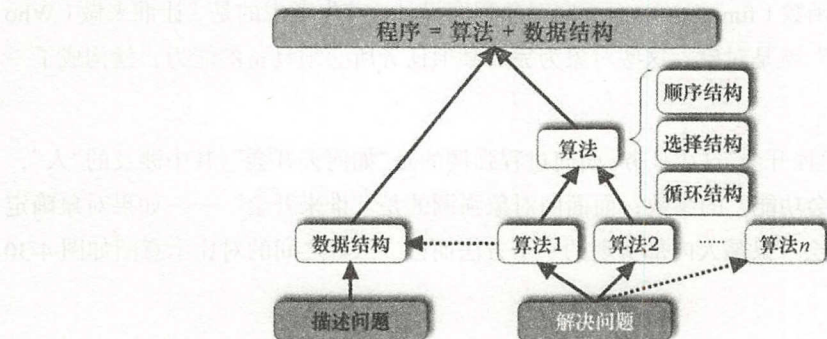 程序 = 算法 + 数据结构
顺序结构
算法
选择结构
循环结构
数据结构
算法1
算法2
算法n
描述问题
解决问题